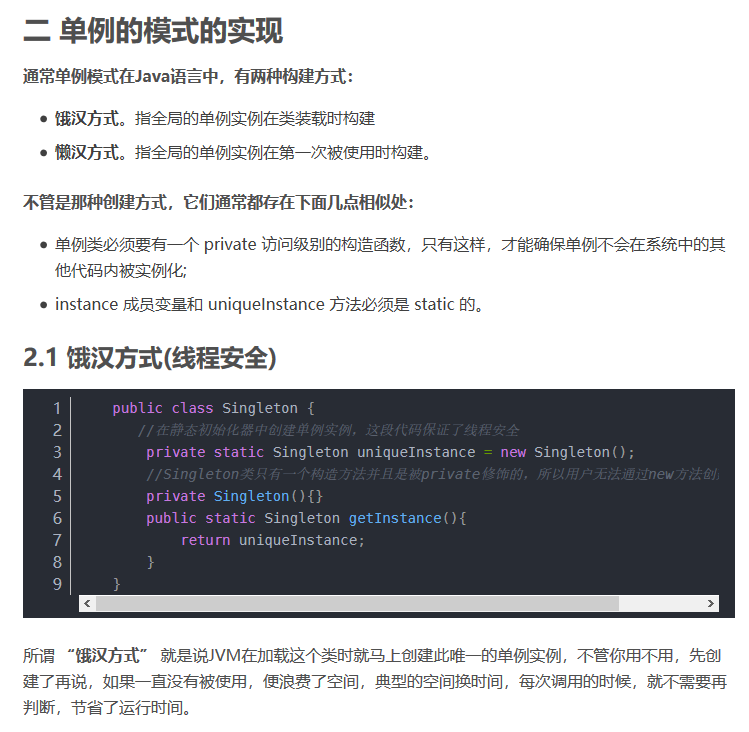 二 单例的模式的实现
通常单例模式在Java语言中，有两种构建方式：
● 饿汉方式。指全局的单例实例在类装载时构建
● 懒汉方式。指全局的单例实例在第一次被使用时构建。
不管是那种创建方式，它们通常都存在下面几点相似处：
● 单例类必须要有一个 private 访问级别的构造函数，只有这样，才能确保单例不会在系统中的其
他代码内被实例化;
● instance 成员变量和 uniqueInstance 方法必须是 static 的。
2.1 饿汉方式(线程安全)
1 public class Singleton {
2 //在静态初始化器中创建单例实例，这段代码保证了线程安全
3 private static Singleton uniqueInstance = new Singleton();
4 //Singleton类只有一个构造方法并且是被private修饰的，所以用户无法通过new方法创
5 private Singleton(){}
6 public static Singleton getInstance(){
7 return uniqueInstance;
8 }
9 }
所谓 “饿汉方式” 就是说JVM在加载这个类时就马上创建此唯一的单例实例，不管你用不用，先创
建了再说，如果一直没有被使用，便浪费了空间，典型的空间换时间，每次调用的时候，就不需要再
判断，节省了运行时间。